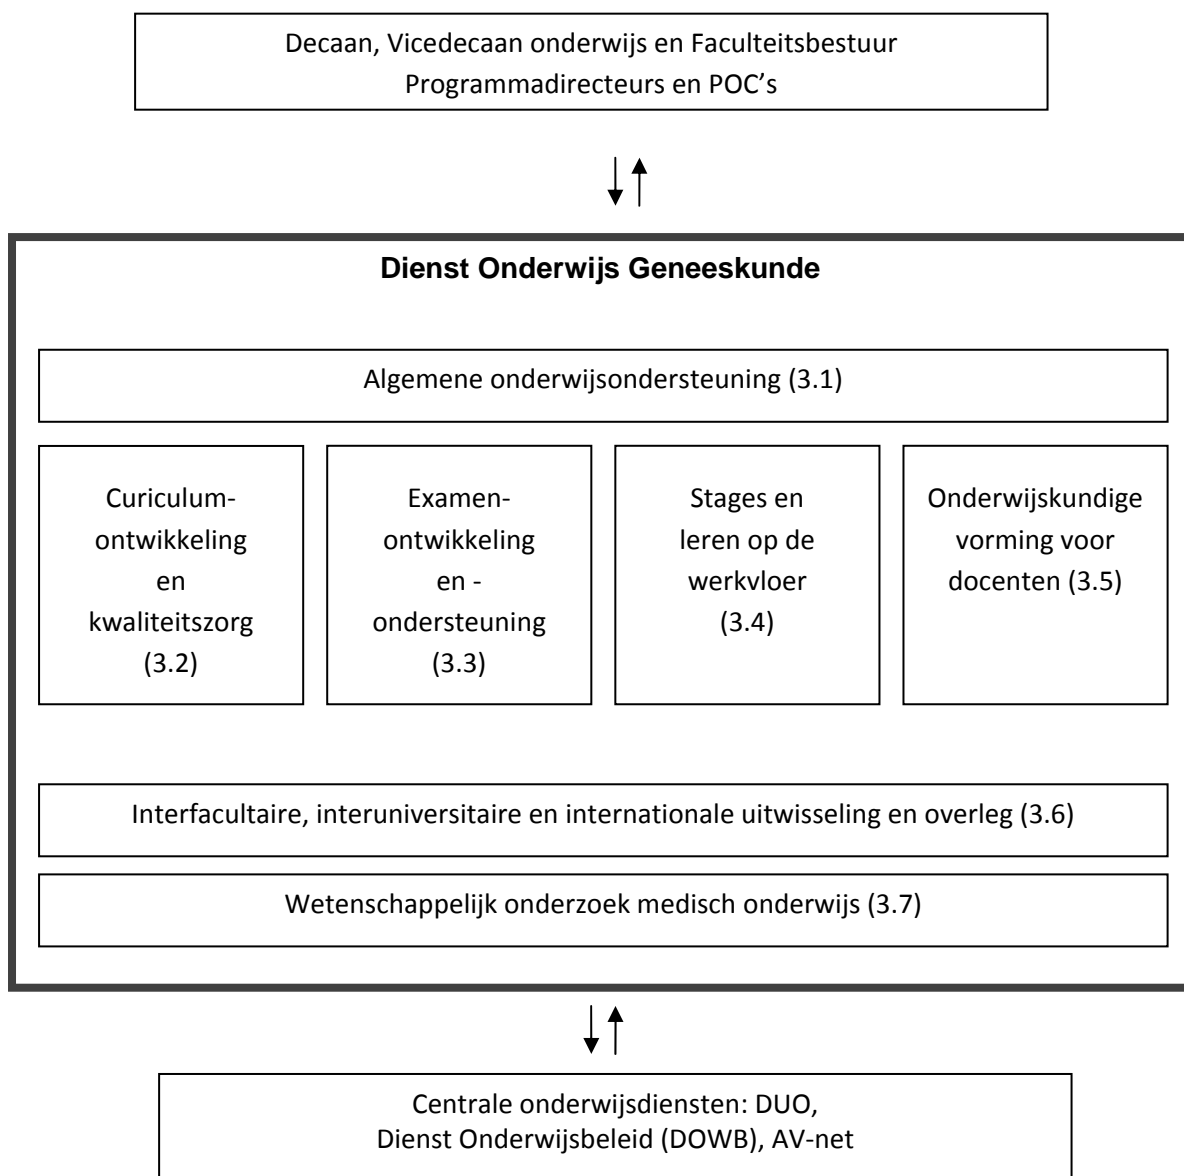 Decaan, Vicedecaan onderwijs en Faculteitsbestuur
Programmadirecteurs en POC’s
Dienst Onderwijs Geneeskunde
Algemene onderwijsondersteuning (3.1)
Curiculum-
ontwikkeling
en
kwaliteitszorg
(3.2)
Examen-
ontwikkeling
en -
ondersteuning
(3.3)
Stages en
leren op de
werkvloer
(3.4)
Onderwijskundige
vorming voor
docenten (3.5)
Interfacultaire, interuniversitaire en internationale uitwisseling en overleg (3.6)
Wetenschappelijk onderzoek medisch onderwijs (3.7)
Centrale onderwijsdiensten: DUO,
Dienst Onderwijsbeleid (DOWB), AV-net